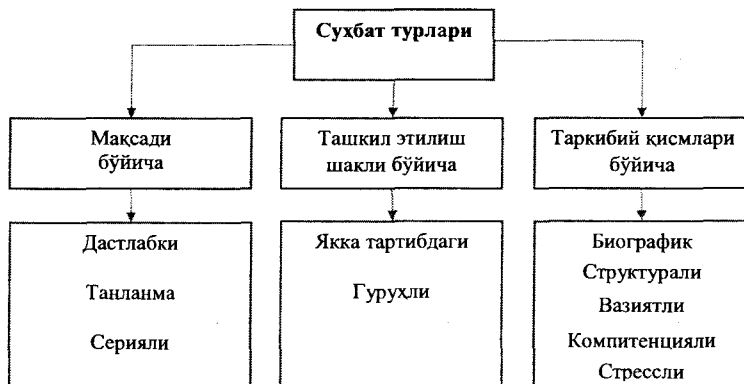 Суҳбат турлари
Мақсади
бўйича
Ташкил этилиш
шакли бўйича
Таркибий қисмлари
бўйича
Дастлабки
Танланма
Серияли
Якка тартибдаги
Гуруҳли
Биографик
Структурали
Вазиятли
Компитенцияли
Стрессли